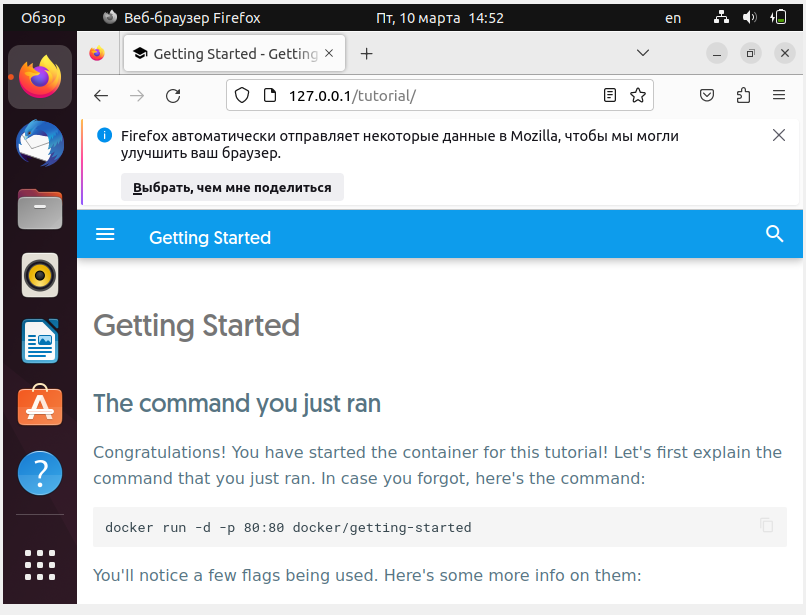 Обзор
Веб-браузер Firefox
Пт, 10 марта 14:52
en
Getting Started - Getting
127.0.0.1/tutorial/
Firefox автоматически отправляет некоторые данные в Mozilla, чтобы мы могли
улучшить ваш браузер.
Выбрать, чем мне поделиться
Getting Started
Getting Started
The command you just ran
Congratulations! You have started the container for this tutorial! Let's first explain the
command that you just ran. In case you forgot, here's the command:
docker run -d -p 80:80 docker/getting-started
You'll notice a few flags being used. Here's some more info on them: